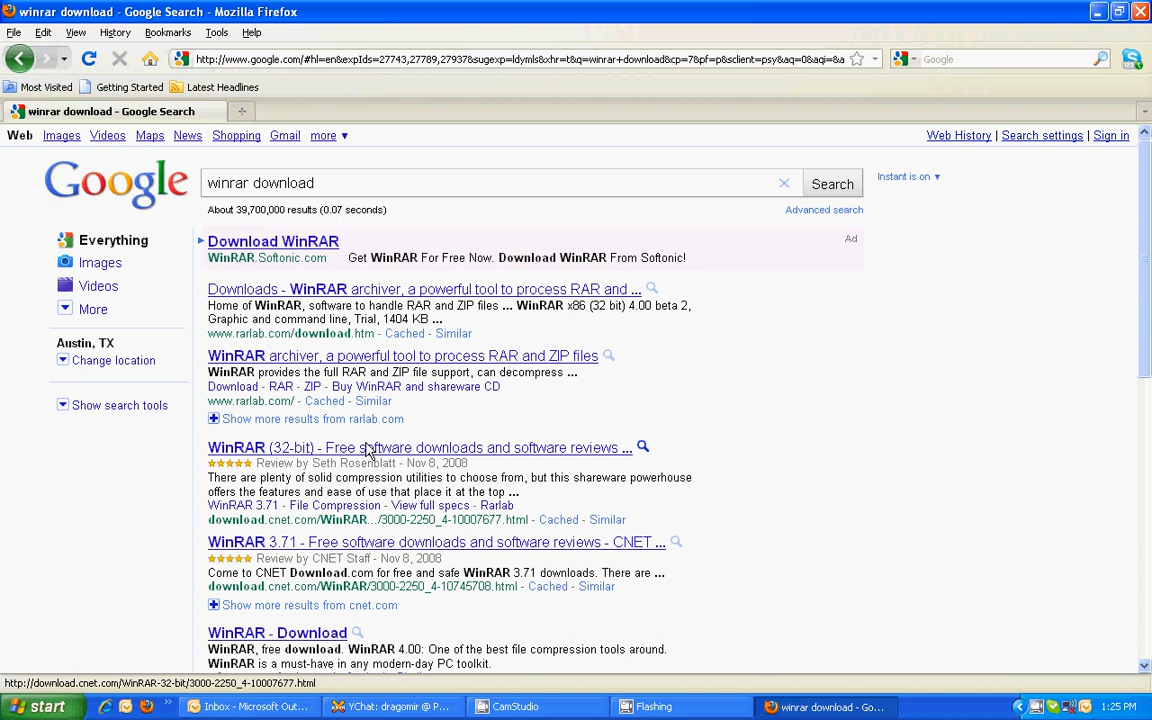 winrar download - Google Search - Mozilla Firefox
File Edit View History Bookmarks Tools Help
http://www.google.com/#hl=en&expIds=27743,27789,27937&sugexp=ldymls&xhr=t&q=winrar+download&cp=7&pf=p&sclient=psy&aq=0&aqi=&a
Google
Most Visited Getting Started Latest Headlines
winrar download - Google Search
Web Images Videos Maps News Shopping Gmail more ▼
Web History | Search settings | Sign in
Google
winrar download
Search
Instant is on ▼
About 39,700,000 results (0.07 seconds)
Advanced search
Everything
Images
Videos
More
Austin, TX
Change location
Show search tools
Download WinRAR
Ad
WinRAR.Softonic.com Get WinRAR For Free Now. Download WinRAR From Softonic!
Downloads - WinRAR archiver, a powerful tool to process RAR and ...
Home of WinRAR, software to handle RAR and ZIP files ... WinRAR x86 (32 bit) 4.00 beta 2,
Graphic and command line, Trial, 1404 KB ...
www.rarlab.com/download.htm - Cached - Similar
WinRAR archiver, a powerful tool to process RAR and ZIP files
WinRAR provides the full RAR and ZIP file support, can decompress ...
Download - RAR - ZIP - Buy WinRAR and shareware CD
www.rarlab.com/ - Cached - Similar
Show more results from rarlab.com
WinRAR (32-bit) - Free software downloads and software reviews ...
Review by Seth Rosenblatt - Nov 8, 2008
There are plenty of solid compression utilities to choose from, but this shareware powerhouse
offers the features and ease of use that place it at the top ...
WinRAR 3.71 - File Compression - View full specs - Rarlab
download.cnet.com/WinRAR.../3000-2250_4-10007677.html - Cached - Similar
WinRAR 3.71 - Free software downloads and software reviews - CNET ...
Review by CNET Staff - Nov 8, 2008
Come to CNET Download.com for free and safe WinRAR 3.71 downloads. There are ...
download.cnet.com/WinRAR/3000-2250_4-10745708.html - Cached - Similar
Show more results from cnet.com
WinRAR - Download
WinRAR, free download. WinRAR 4.00: One of the best file compression tools around.
WinRAR is a must-have in any modern-day PC toolkit.
http://download.cnet.com/WinRAR-32-bit/3000-2250_4-10007677.html
start
Inbox - Microsoft Out...
YChat: dragomir @ P...
CamStudio
Flashing
winrar download - Go...
1:25 PM